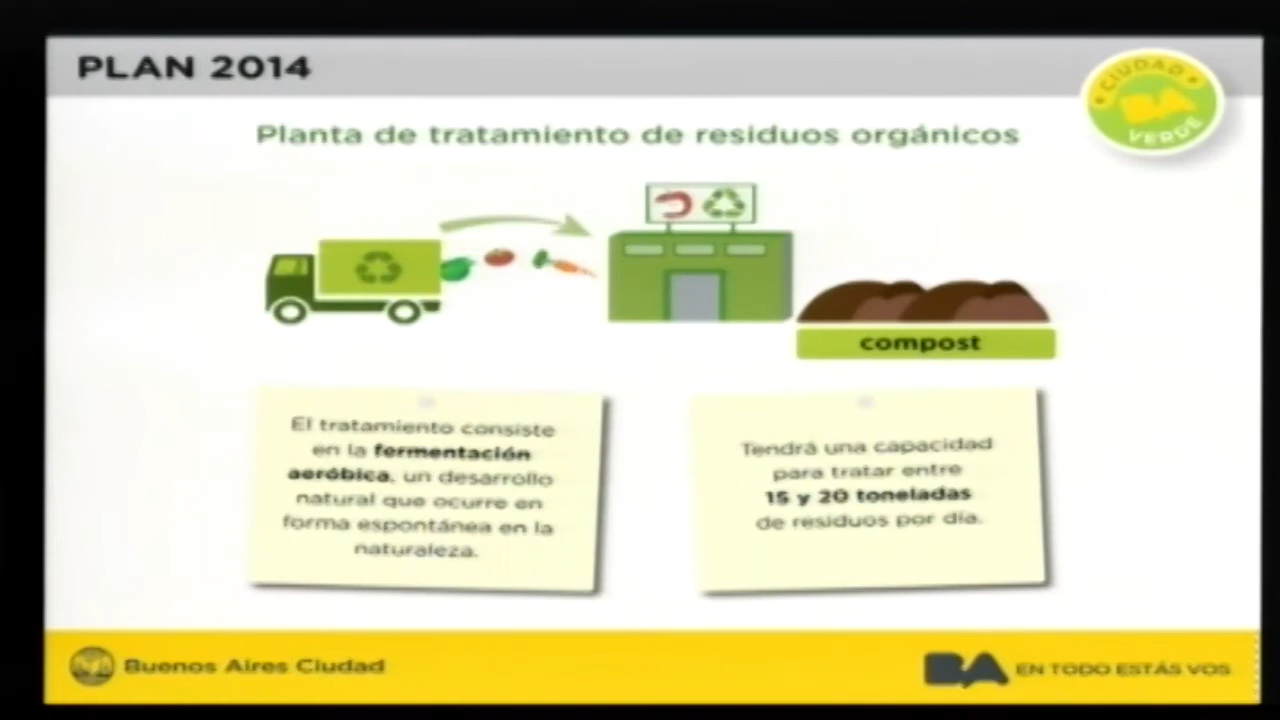 PLAN 2014
CIUDAD
BA
VERDE
Planta de tratamiento de residuos orgánicos
compost
El tratamiento consiste
en la fermentación
aeróbica, un desarrollo
natural que ocurre en
forma espontánea en la
naturaleza.
Tendrá una capacidad
para tratar entre
15 y 20 toneladas
de residuos por día.
Buenos Aires Ciudad
BA EN TODO ESTÁS VOS